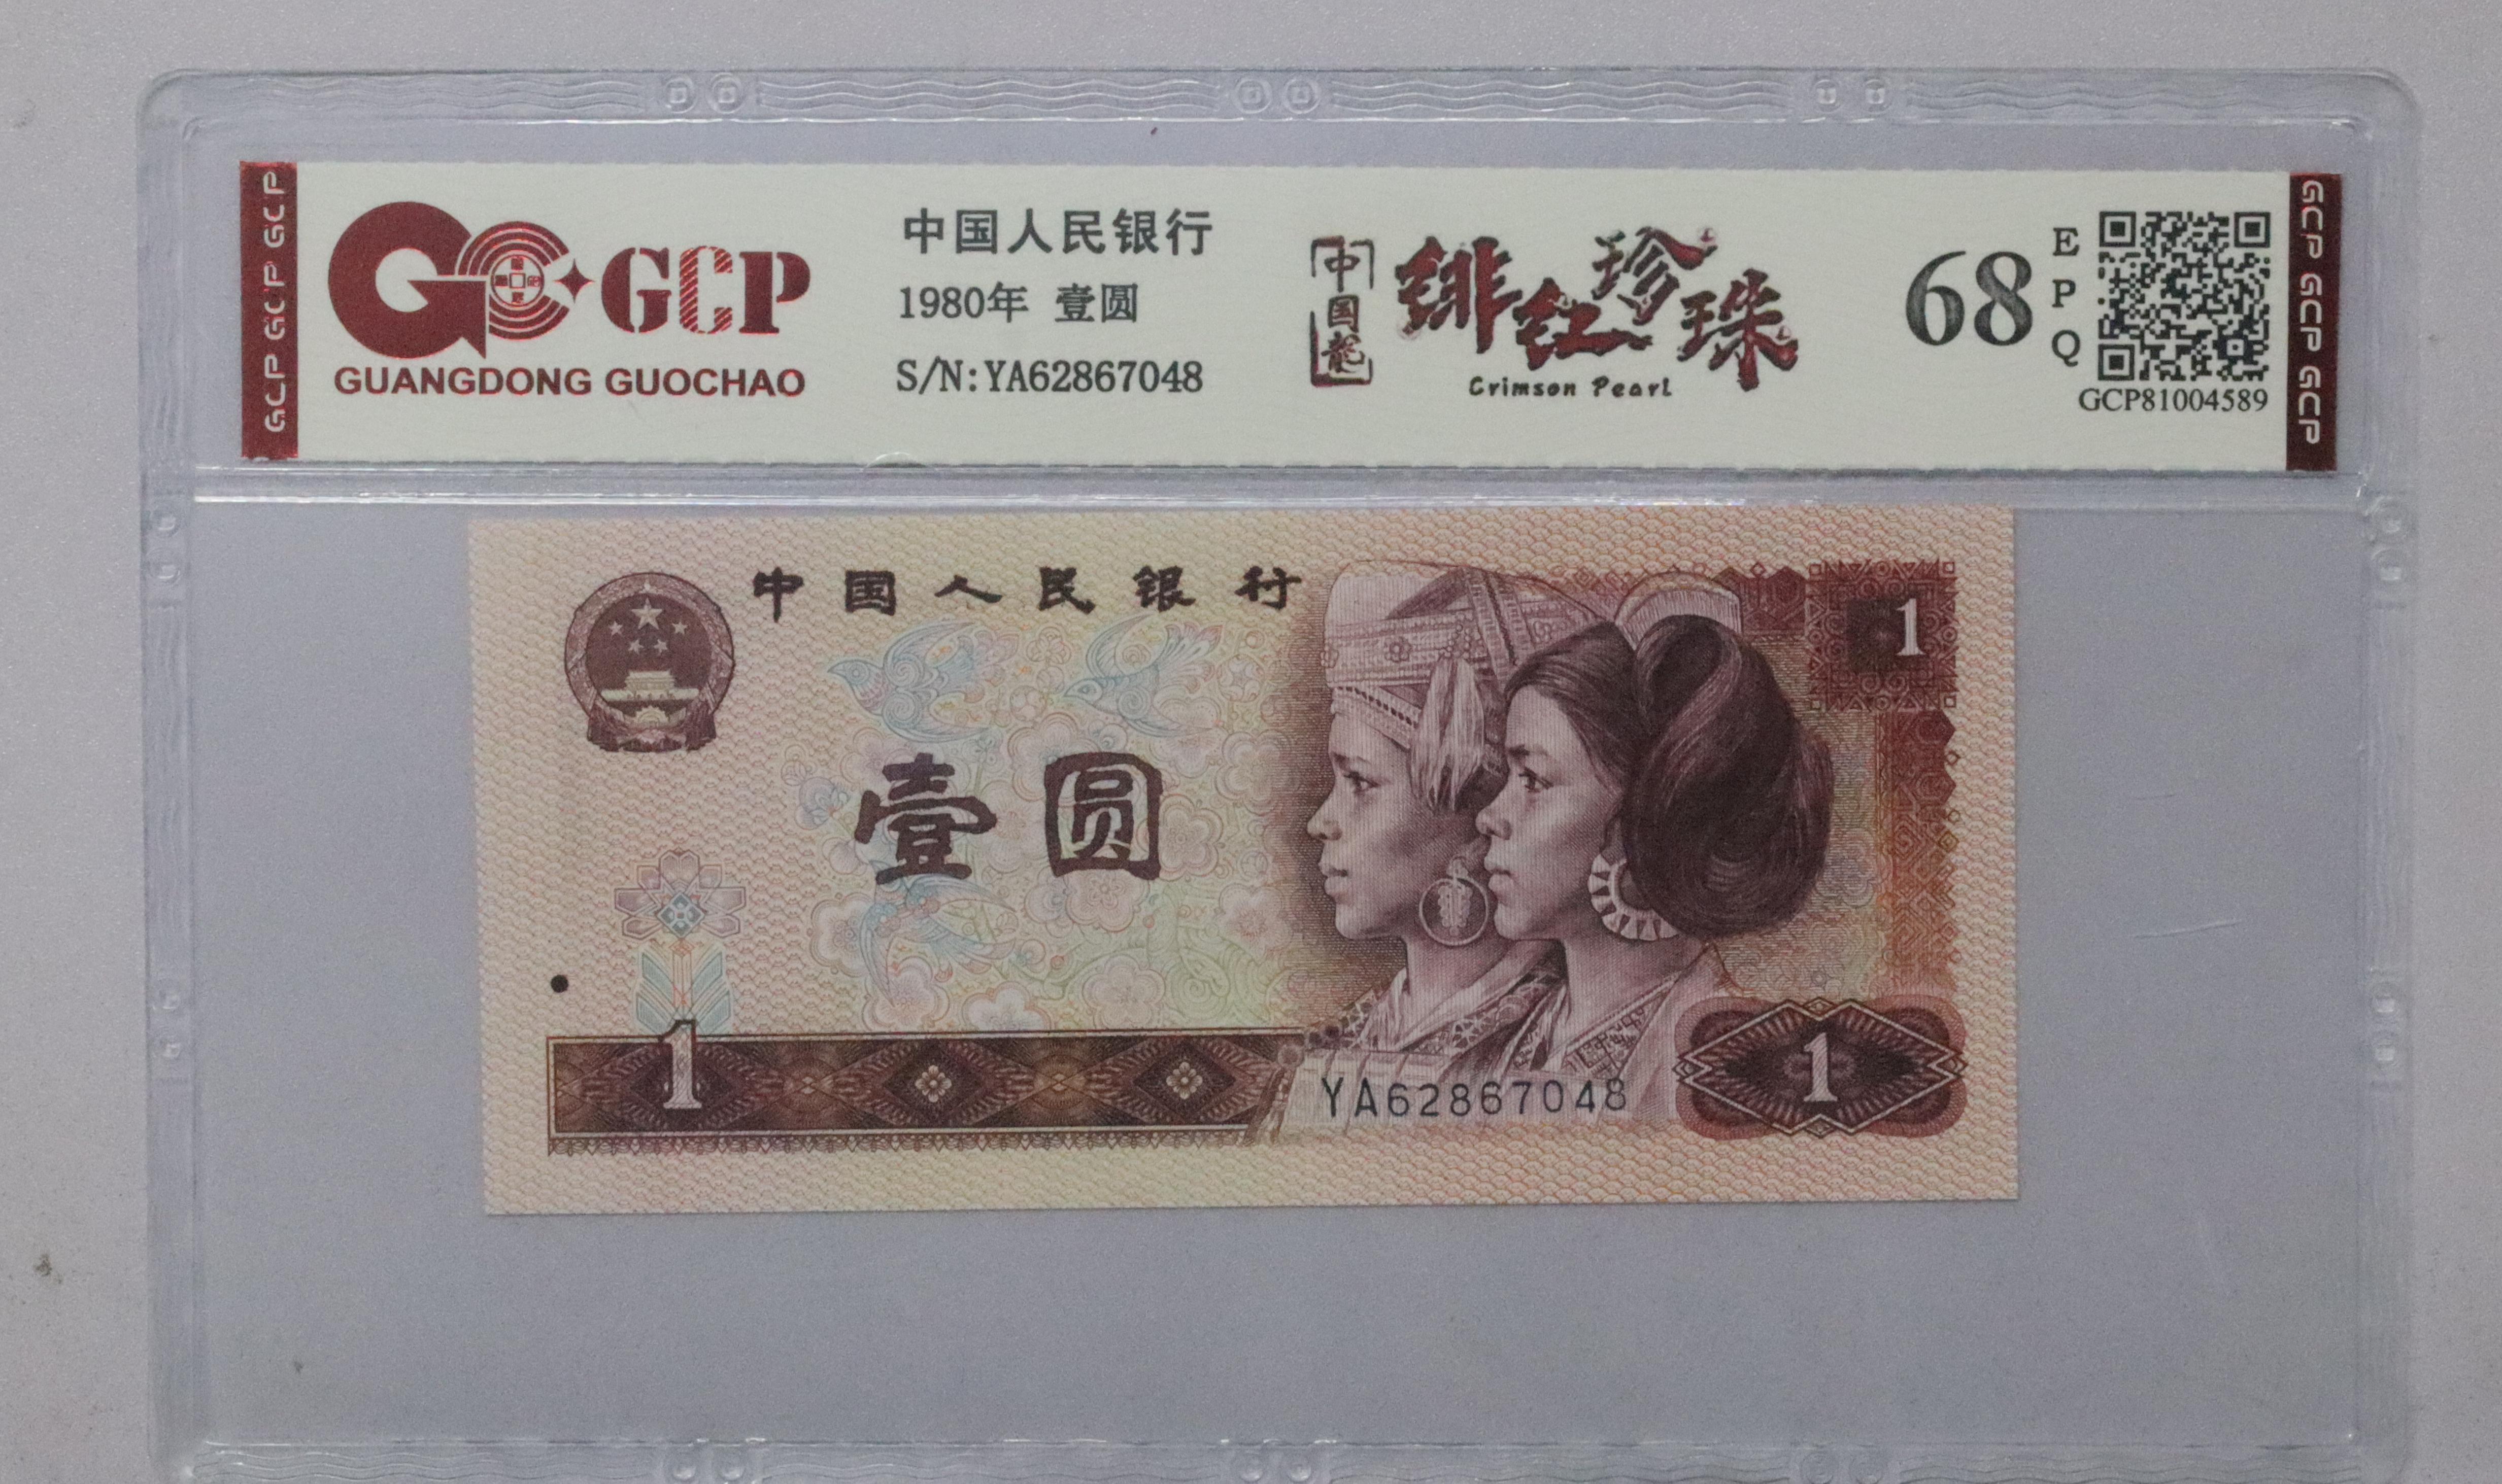 GCP GCP GCP
GCP
GUANGDONG GUOCHAO
中国人民银行
1980年 壹圆
S/N:YA62867048
中国龍
绯红珍珠
Crimson Pearl
68
EPQ
GCP81004589
GCP GCP GCP
中国人民银行
1
壹圆
1
YA62867048
1